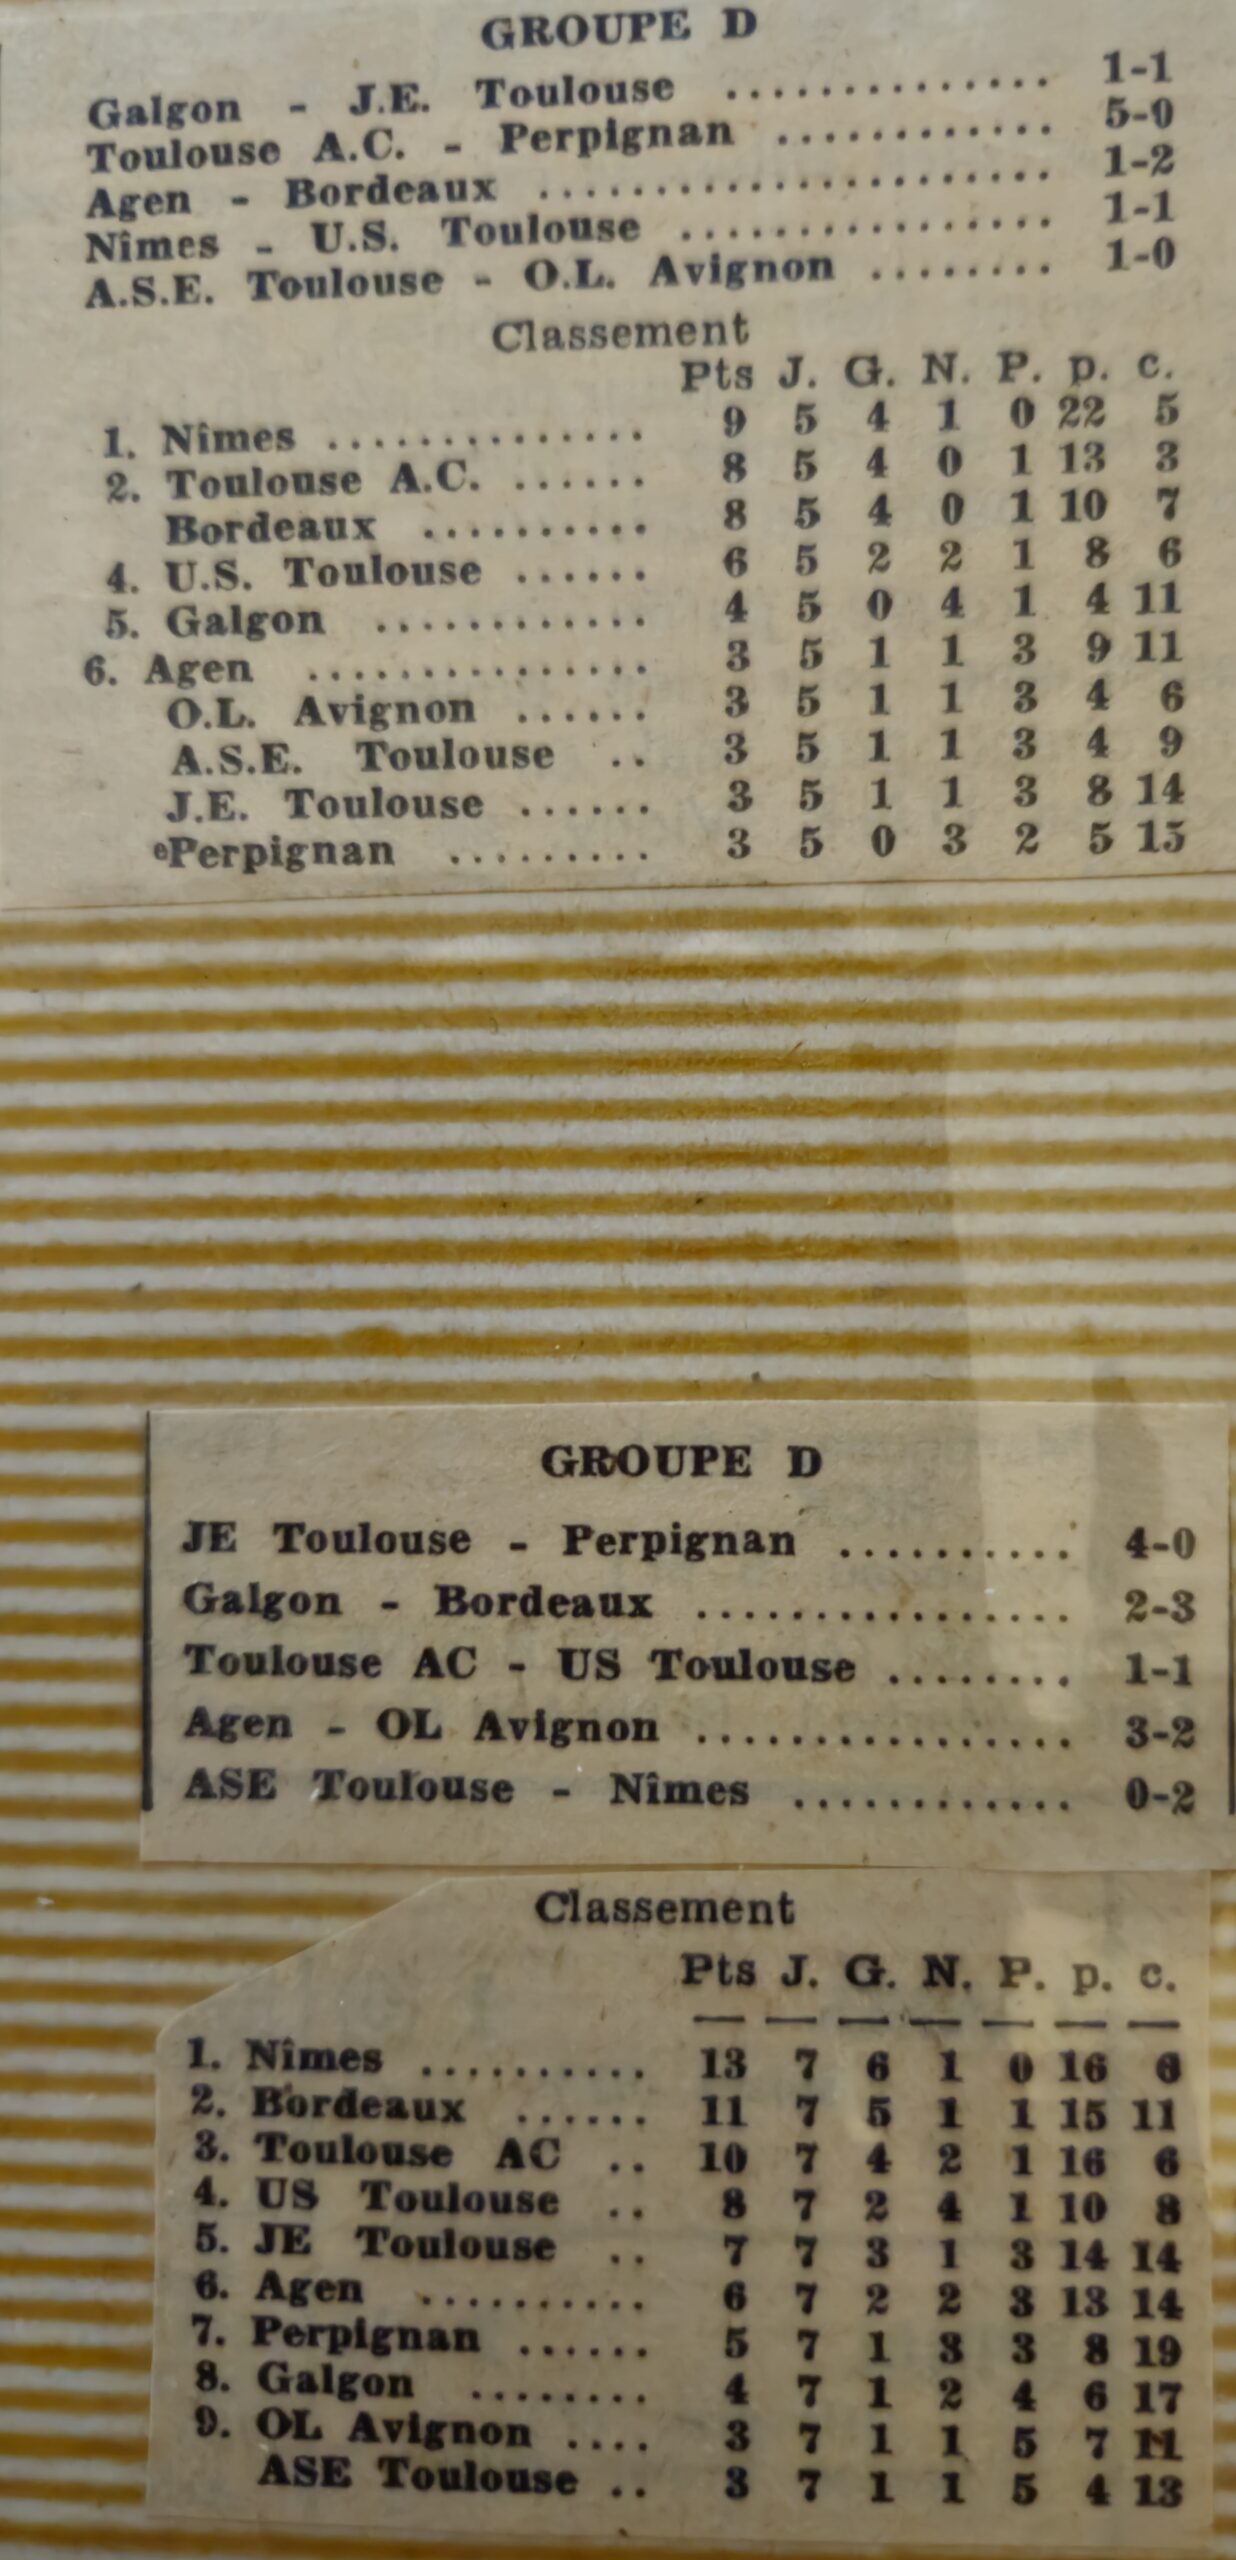 GROUPE D
Galgon - J.E. Toulouse .............. 1-1
Toulouse A.C. - Perpignan ............ 5-0
Agen - Bordeaux ...................... 1-2
Nîmes - U.S. Toulouse ................ 1-1
A.S.E. Toulouse - O.L. Avignon ........ 1-0
Classement
Pts J. G. N. P. p. c.
1. Nîmes .............. 9 5 4 1 0 22 5
2. Toulouse A.C. ...... 8 5 4 0 1 13 3
Bordeaux .......... 8 5 4 0 1 10 7
4. U.S. Toulouse ...... 6 5 2 2 1 8 6
5. Galgon ............ 4 5 0 4 1 4 11
6. Agen ............... 3 5 1 1 3 9 11
O.L. Avignon ...... 3 5 1 1 3 4 6
A.S.E. Toulouse .. 3 5 1 1 3 4 9
J.E. Toulouse ...... 3 5 1 1 3 8 14
ePerpignan ......... 3 5 0 3 2 5 15
GROUPE D
JE Toulouse - Perpignan .......... 4-0
Galgon - Bordeaux ................ 2-3
Toulouse AC - US Toulouse ........ 1-1
Agen - OL Avignon ................ 3-2
ASE Toulouse - Nîmes ............ 0-2
Classement
Pts J. G. N. P. p. c.
1. Nîmes .......... 13 7 6 1 0 16 6
2. Bordeaux ...... 11 7 5 1 1 15 11
3. Toulouse AC .. 10 7 4 2 1 16 6
4. US Toulouse .. 8 7 2 4 1 10 8
5. JE Toulouse .. 7 7 3 1 3 14 14
6. Agen .......... 6 7 2 2 3 13 14
7. Perpignan ...... 5 7 1 3 3 8 19
8. Galgon ........ 4 7 1 2 4 6 17
9. OL Avignon .... 3 7 1 1 5 7 11
ASE Toulouse .. 3 7 1 1 5 4 13